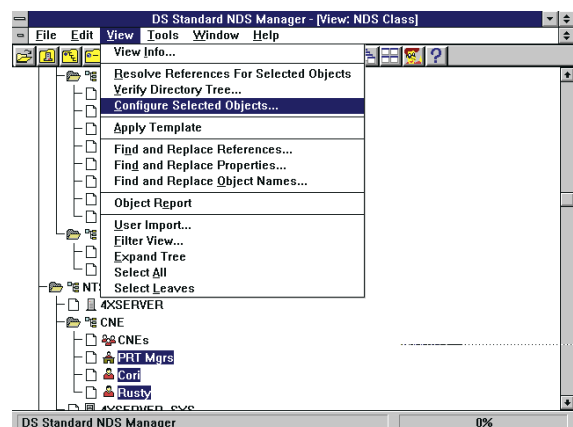 DS Standard NDS Manager - [View: NDS Class]
File Edit View Tools Window Help
View Info...
Resolve References For Selected Objects
Verify Directory Tree...
Configure Selected Objects...
Apply Template
Find and Replace References...
Find and Replace Properties...
Find and Replace Object Names...
Object Report
User Import...
Filter View...
Expand Tree
Select All
Select Leaves
4XSERVER
CNE
CNEs
PRT Mgrs
Cori
Rusty
DS Standard NDS Manager 0%